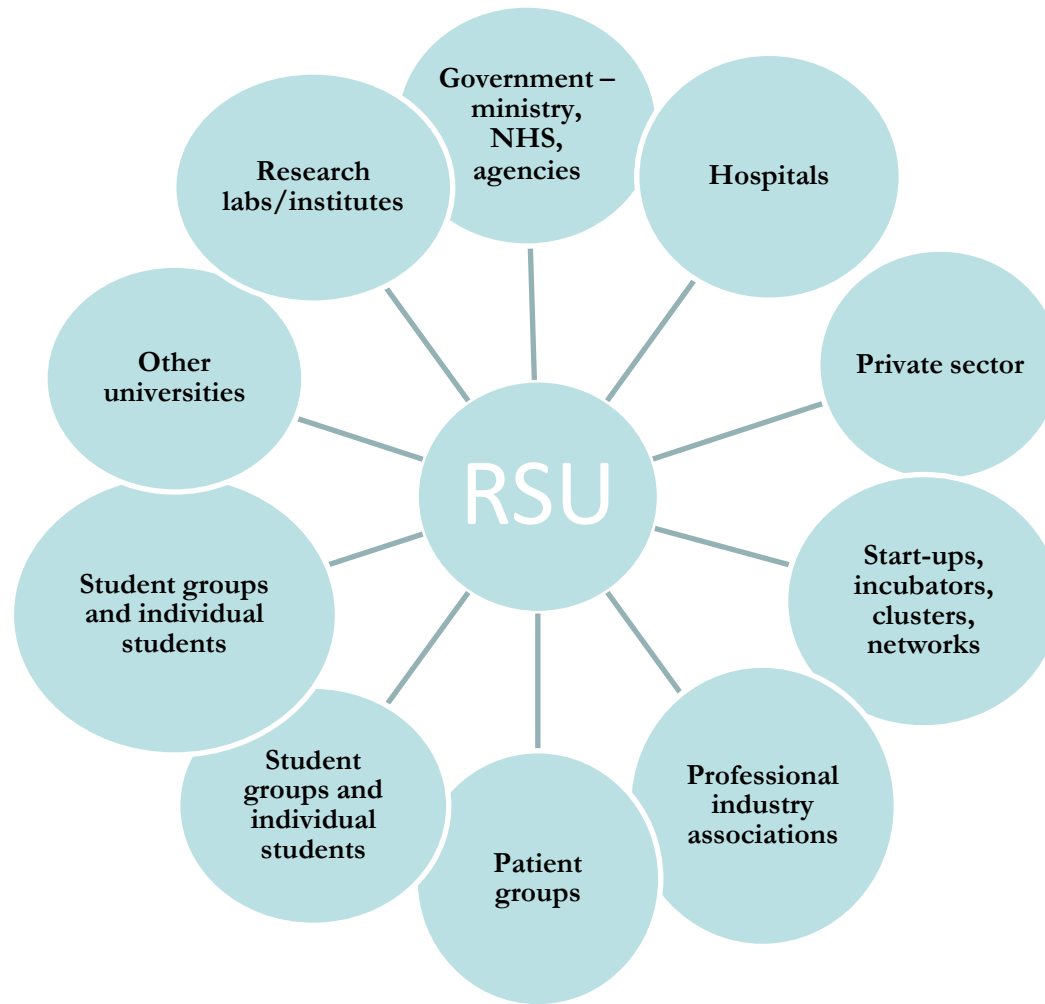 Government –
ministry,
NHS,
agencies
Hospitals
Private sector
Start-ups,
incubators,
clusters,
networks
Professional
industry
associations
Patient
groups
Student
groups and
individual
students
Student groups
and individual
students
Other
universities
Research
labs/institutes
RSU